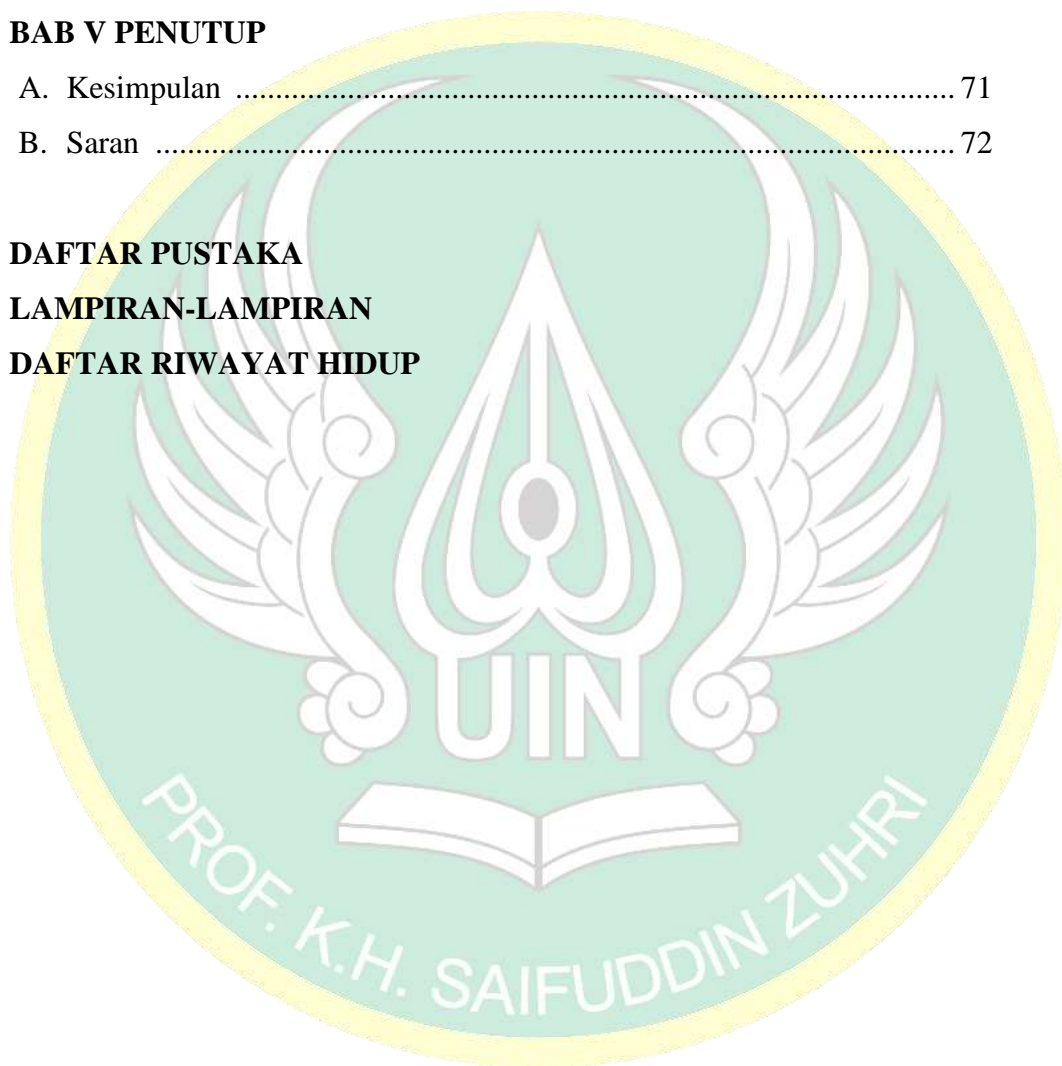 BAB V PENUTUP
A. Kesimpulan ........................................................................................ 71
B. Saran .................................................................................................. 72
DAFTAR PUSTAKA
LAMPIRAN-LAMPIRAN
DAFTAR RIWAYAT HIDUP
UIN
PROF. K.H. SAIFUDDIN ZUHRI